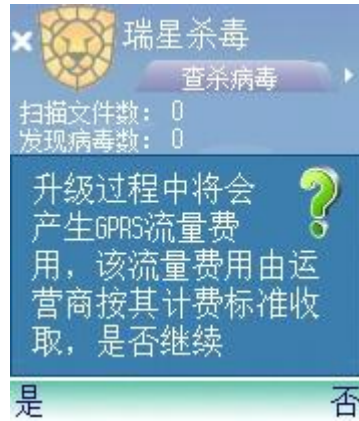 瑞星杀毒
查杀病毒
扫描文件数: 0
发现病毒数: 0
升级过程中将会
产生GPRS流量费
用，该流量费用由运
营商按其计费标准收
取，是否继续
是 否